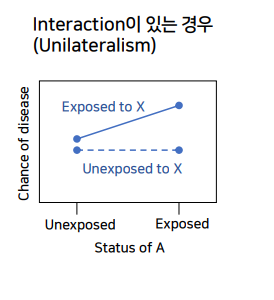 Interaction이 있는 경우
(Unilateralism)
Chance of disease
Exposed to X
Unexposed to X
Unexposed
Exposed
Status of A